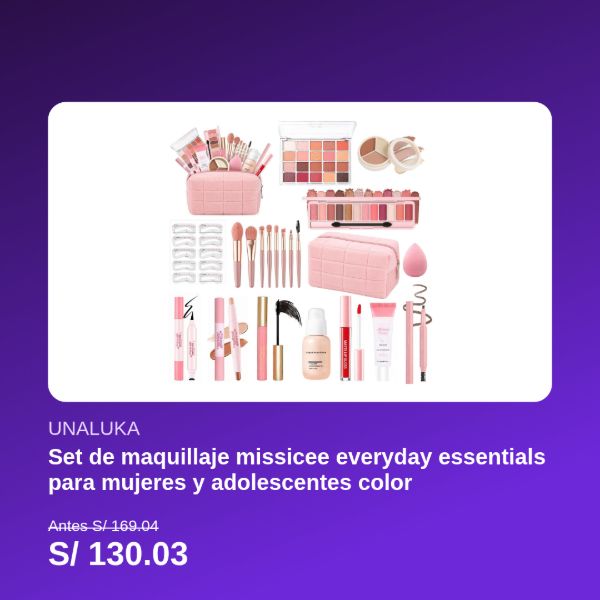 UNALUKA
Set de maquillaje missicee everyday essentials
para mujeres y adolescentes color
Antes S/ 169.04
S/ 130.03